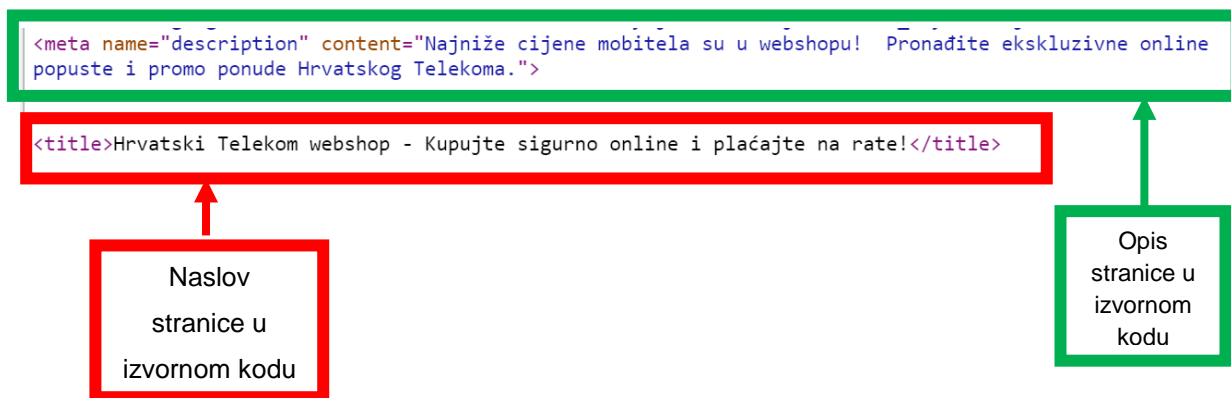 <meta name="description" content="Najniže cijene mobitela su u webshopu!  Pronađite ekskluzivne online
popuste i promo ponude Hrvatskog Telekoma.">
<title>Hrvatski Telekom webshop - Kupujte sigurno online i plaćajte na rate!</title>
Naslov
stranice u
izvornom kodu
Opis
stranice u
izvornom
kodu